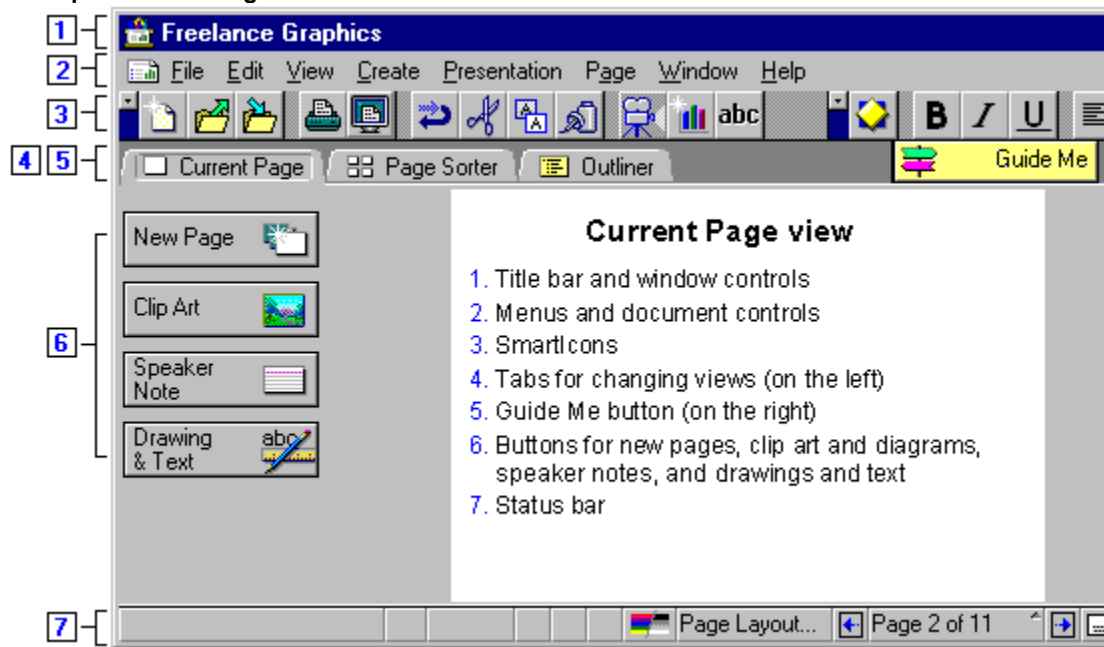 1 Freelance Graphics
2 File Edit View Create Presentation Page Window Help
3 abc B I U
4 5 Current Page Page Sorter Outliner Guide Me
New Page
Clip Art
6
Speaker
Note
Drawing abc
& Text
Current Page view
1. Title bar and window controls
2. Menus and document controls
3. SmartIcons
4. Tabs for changing views (on the left)
5. Guide Me button (on the right)
6. Buttons for new pages, clip art and diagrams,
speaker notes, and drawings and text
7. Status bar
7 Page Layout... Page 2 of 11